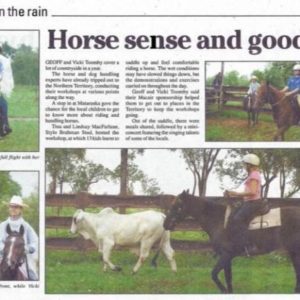 n the rain
Horse sense and good
GEOFF and Vicki Toomby cover a
lot of countryside in a year.
The horse and dog handling
experts have already tripped out to
the Northern Territory, conducting
their workshops at various points
along the way.
A stop in at Mataranka gave the
chance for the local children to get
to know more about riding and
handling horses.
Tom and Lindsay MacFarlane,
Stylo Brahman Stud, hosted the
workshop, at which 17 kids learnt to
saddle up and feel comfortable
riding a horse. The wet conditions
may have slowed things down, but
the demonstrations and exercises
carried on throughout the day.
Geoff and Vicki Toomby said
their Macair sponsorship helped
them to get out to places in the
Territory to keep the workshops
going.
Out of the saddle, there were
meals shared, followed by a mini-
concert featuring the singing talents
of some of the locals.
full flight with her
Stone, while Vicki